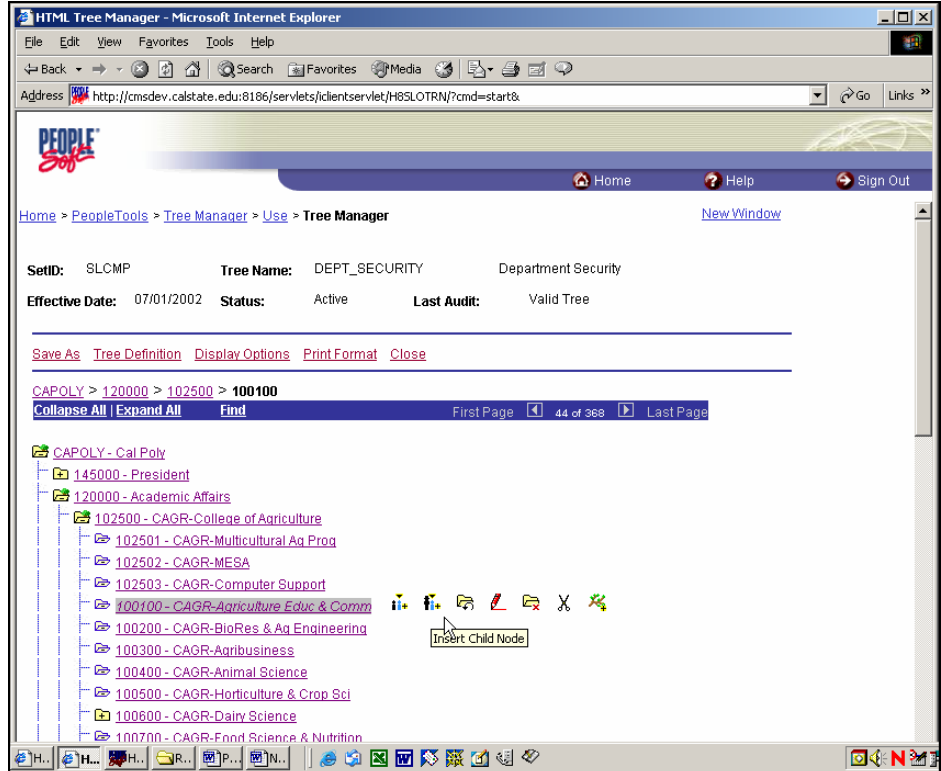 HTML Tree Manager - Microsoft Internet Explorer
File Edit View Favorites Tools Help
Back Search Favorites Media
Address http://cmsdev.calstate.edu:8186/servlets/iclientservlet/H8SLOTRN/?cmd=start& Go Links »
PEOPLE Soft
Home Help Sign Out
Home > PeopleTools > Tree Manager > Use > Tree Manager New Window
SetID: SLCMP Tree Name: DEPT_SECURITY Department Security
Effective Date: 07/01/2002 Status: Active Last Audit: Valid Tree
Save As Tree Definition Display Options Print Format Close
CAPOLY > 120000 > 102500 > 100100
Collapse All | Expand All Find First Page 44 of 368 Last Page
CAPOLY - Cal Poly
145000 - President
120000 - Academic Affairs
102500 - CAGR-College of Agriculture
102501 - CAGR-Multicultural Ag Prog
102502 - CAGR-MESA
102503 - CAGR-Computer Support
100100 - CAGR-Agriculture Educ & Comm
100200 - CAGR-BioRes & Ag Engineering
Insert Child Node
100300 - CAGR-Agribusiness
100400 - CAGR-Animal Science
100500 - CAGR-Horticulture & Crop Sci
100600 - CAGR-Dairy Science
100700 - CAGR-Food Science & Nutrition
H.. H... H.. R.. P... N..